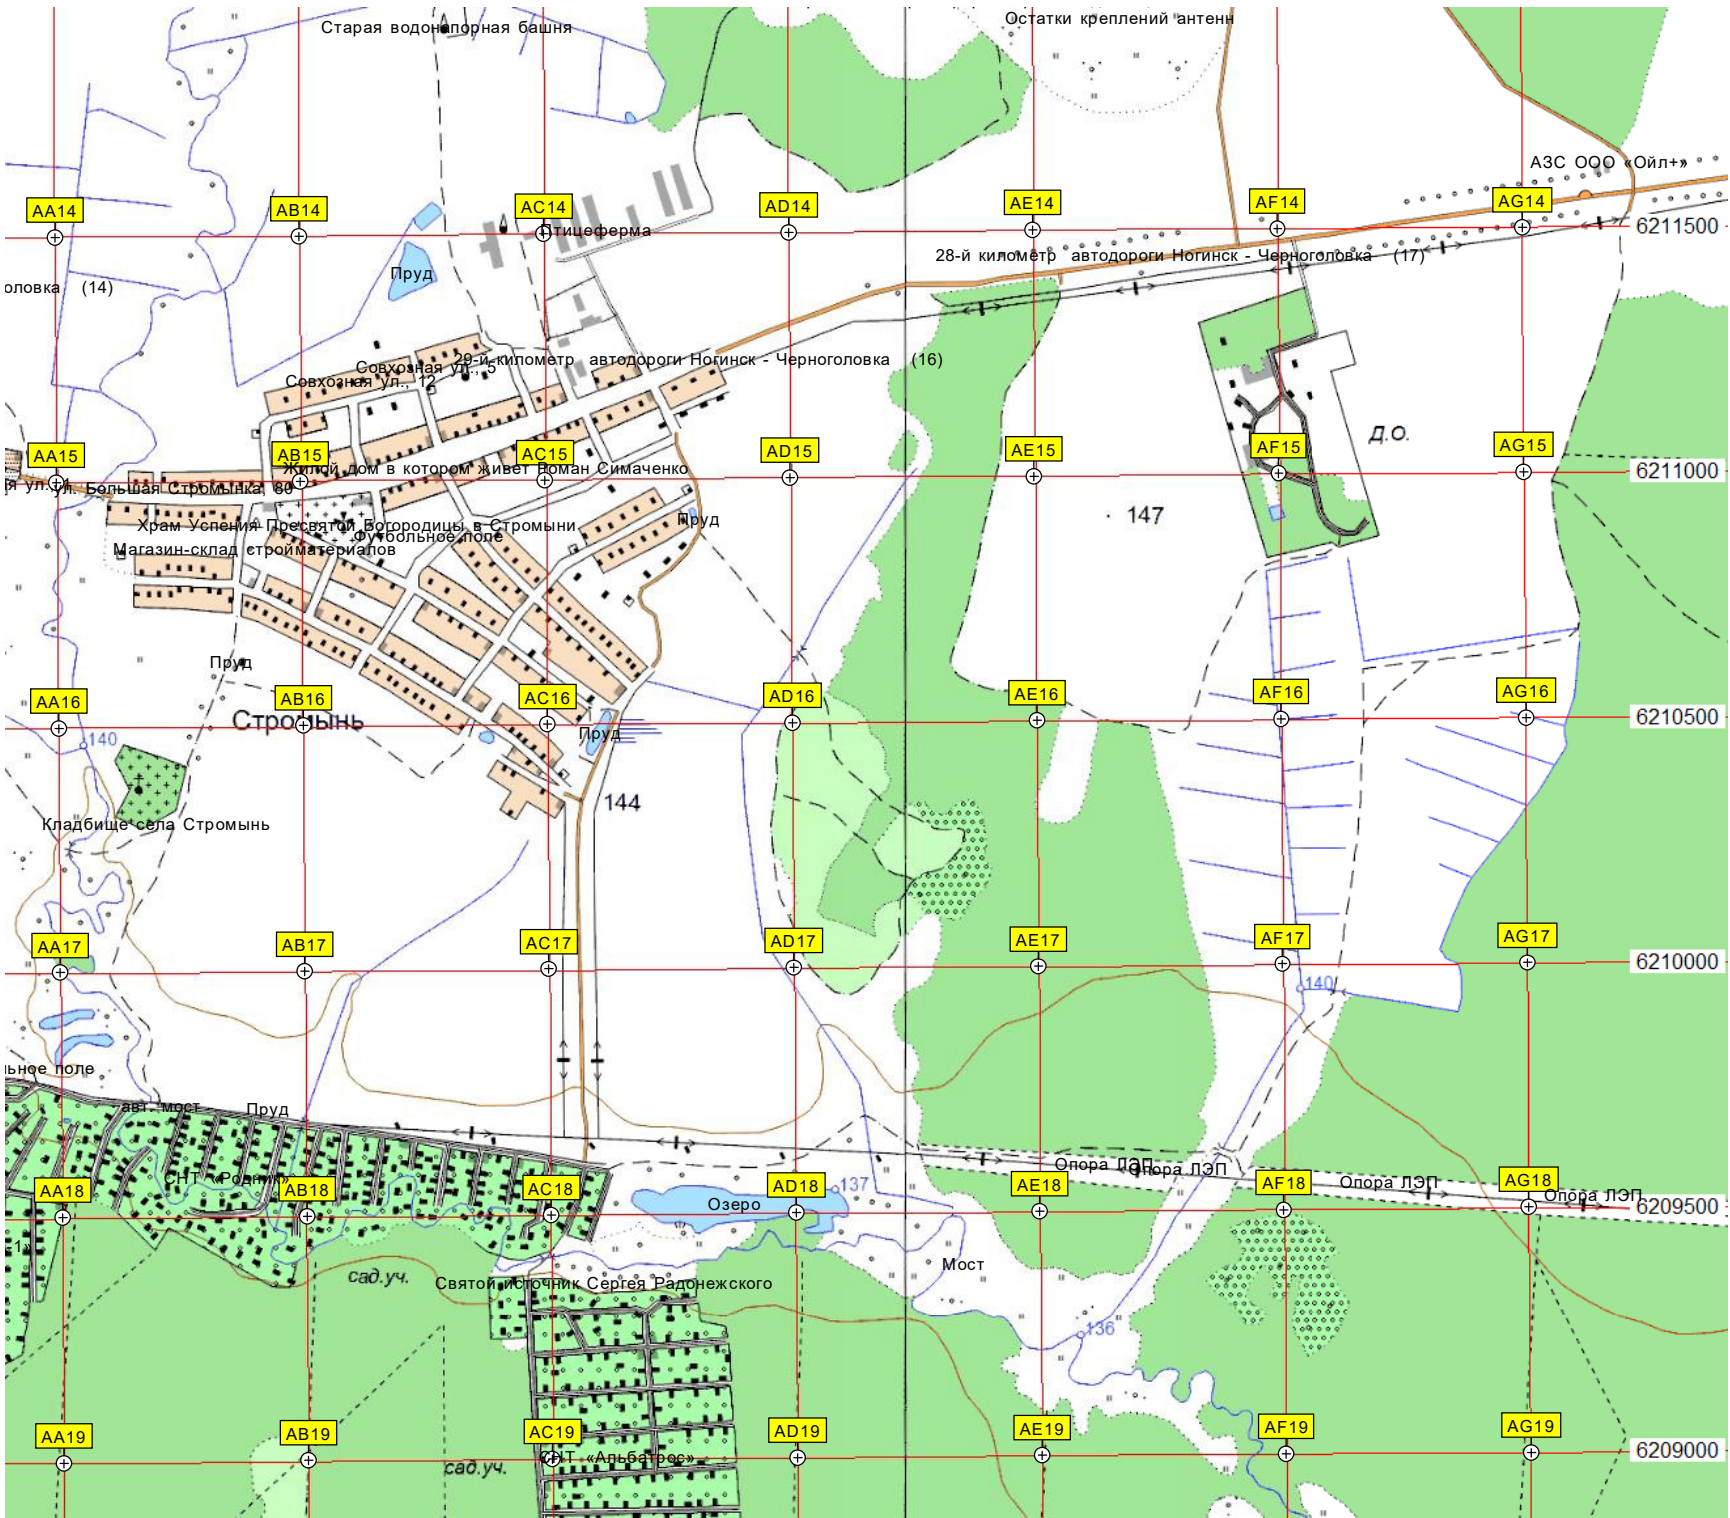 Остатки креплений антенн
Старая водонапорная башня
АЗС ООО «Ойл+»
AA14
AB14
AC14
AD14
AE14
AF14
AG14
6211500
Птицеферма
28-й километр автодороги Ногинск - Черноголовка (17)
Пруд
оловка (14)
29-й километр автодороги Ногинск - Черноголовка (16)
Совхозная ул., 5
Совхозная ул., 12
Д.О.
AA15
AB15
AC15
AD15
AE15
AF15
AG15
6211000
Жилой дом в котором живет Роман Симаченко
ул. Большая Стромынка, 80
147
Пруд
Храм Успения Пресвятой Богородицы в Стромыни
Футбольное поле
Магазин-склад стройматериалов
Пруд
AA16
AB16
AC16
AD16
AE16
AF16
AG16
6210500
Стромынь
Пруд
140
144
Кладбище села Стромынь
AA17
AB17
AC17
AD17
AE17
AF17
AG17
6210000
140
ьное поле
авт. мост
Пруд
Опора ЛЭП
Опора ЛЭП
Опора ЛЭП
Опора ЛЭП
СНТ «Родник»
AA18
AB18
AC18
AD18
137
AE18
AF18
AG18
6209500
Озеро
Мост
сад.уч.
Святой источник Сергея Радонежского
136
AA19
AB19
AC19
AD19
AE19
AF19
AG19
6209000
СНТ «Альбатрос»
сад.уч.